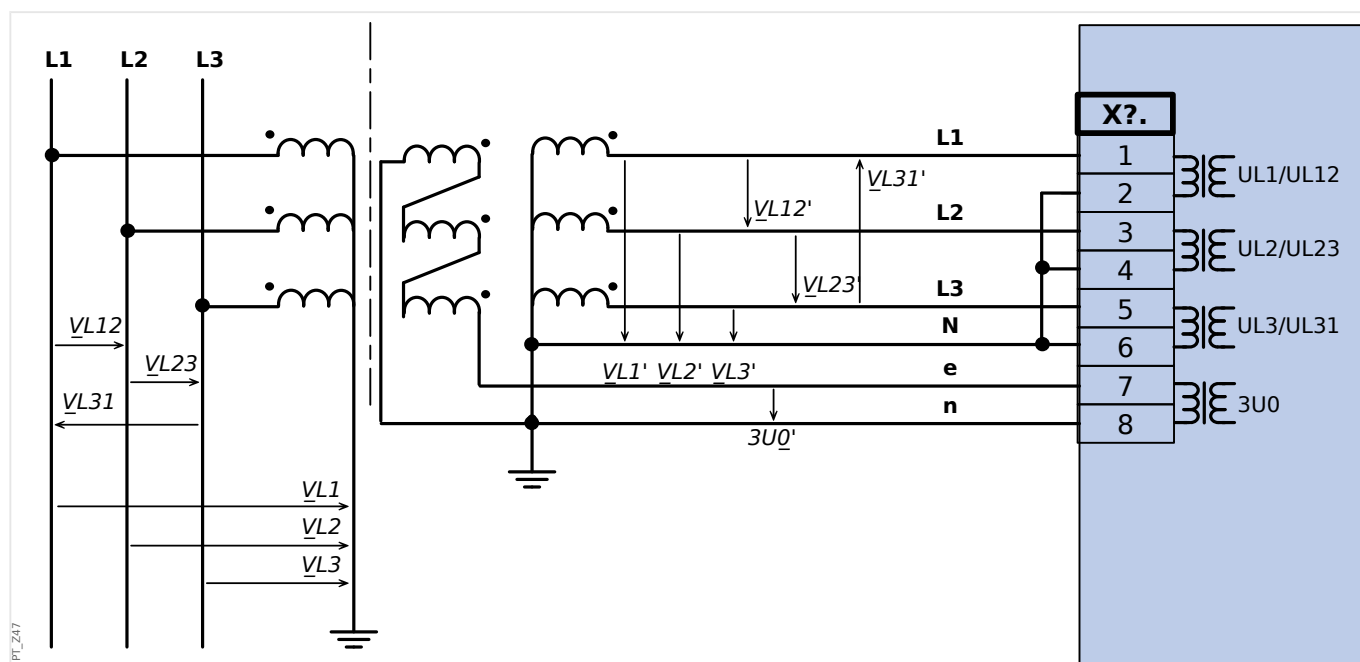 L1 L2 L3
X?.
L1
1
VL31'
UL1/UL12
2
VL12'
L2
3
UL2/UL23
4
VL23'
L3
5
N
UL3/UL31
6
VL12
VL23
VL1' VL2' VL3'
e
7
VL31
3U0
n
8
3U0'
VL1
VL2
VL3
PT_Z47